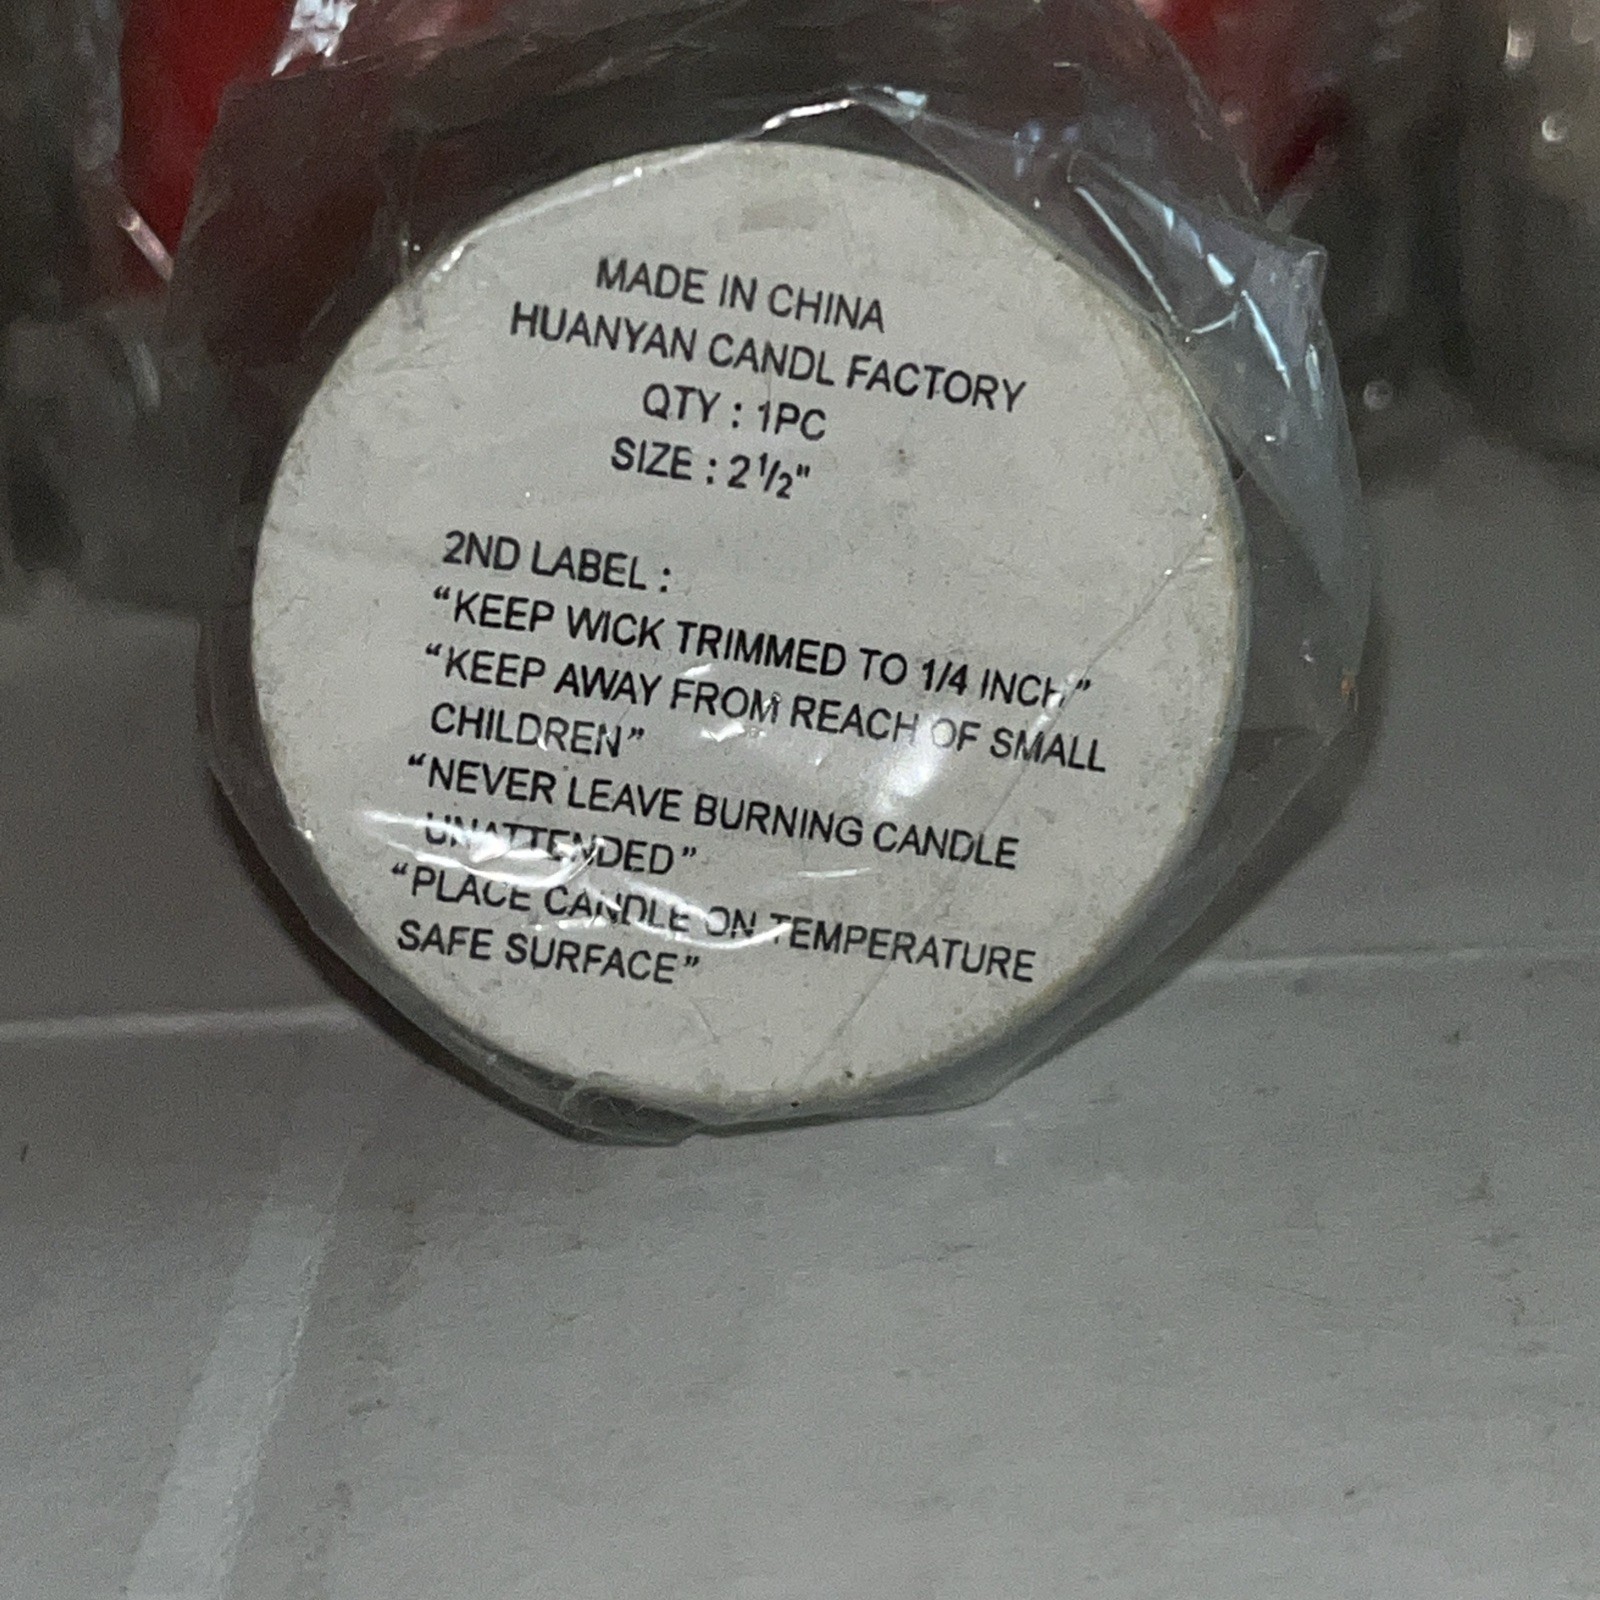 MADE IN CHINA
HUANYAN CANDL FACTORY
QTY : 1PC
SIZE : 2 1/2"
2ND LABEL :
“KEEP WICK TRIMMED TO 1/4 INCH”
“KEEP AWAY FROM REACH OF SMALL
CHILDREN”
“NEVER LEAVE BURNING CANDLE
UNATTENDED”
“PLACE CANDLE ON TEMPERATURE
SAFE SURFACE”